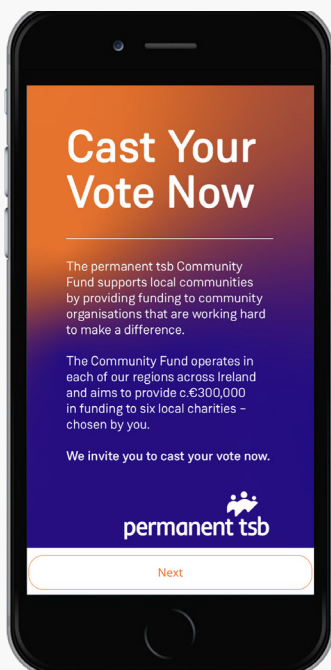 Cast Your
Vote Now
The permanent tsb Community
Fund supports local communities
by providing funding to community
organisations that are working hard
to make a difference.
The Community Fund operates in
each of our regions across Ireland
and aims to provide c.€300,000
in funding to six local charities –
chosen by you.
We invite you to cast your vote now.
permanent tsb
Next